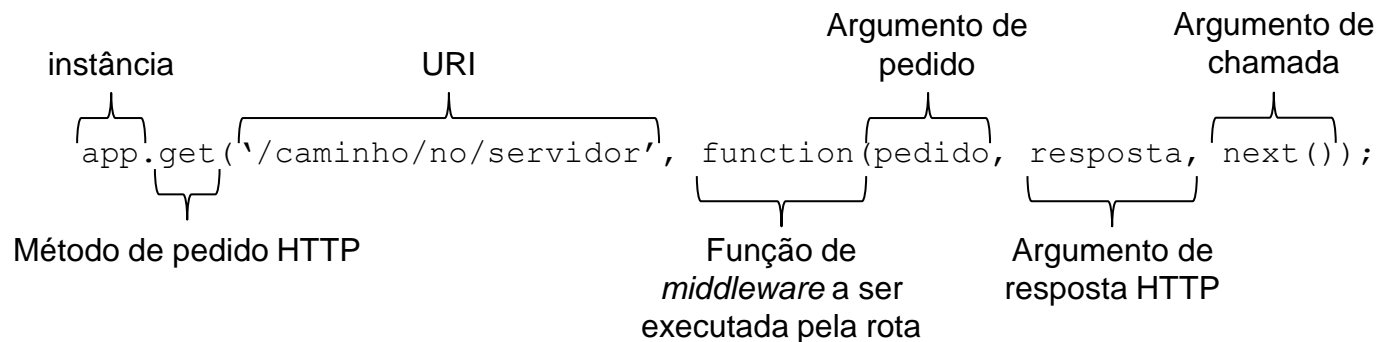 Argumento de
pedido
Argumento de
chamada
instância
URI
app.get(‘/caminho/no/servidor’, function(pedido, resposta, next());
Método de pedido HTTP
Função de
middleware a ser
executada pela rota
Argumento de
resposta HTTP